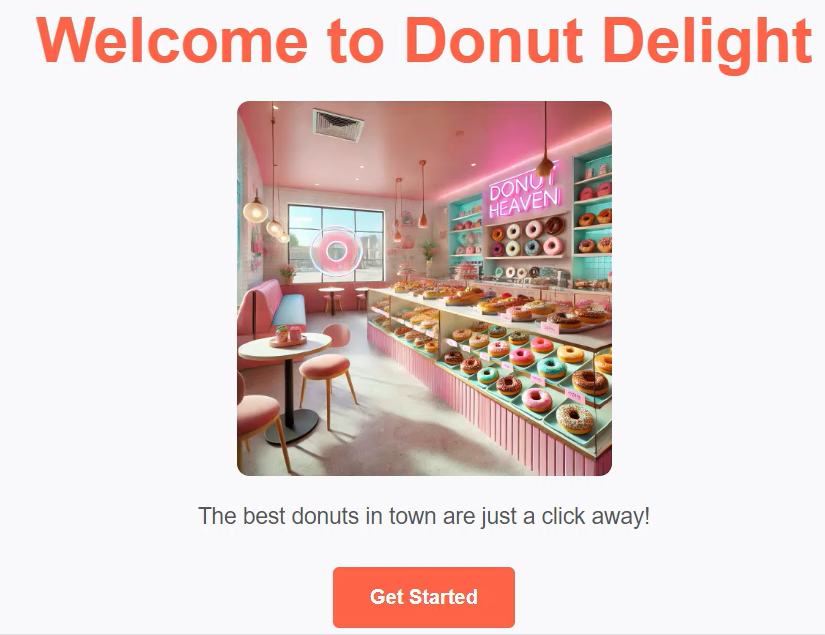 Welcome to Donut Delight
DONUT
HEAVEN
The best donuts in town are just a click away!
Get Started